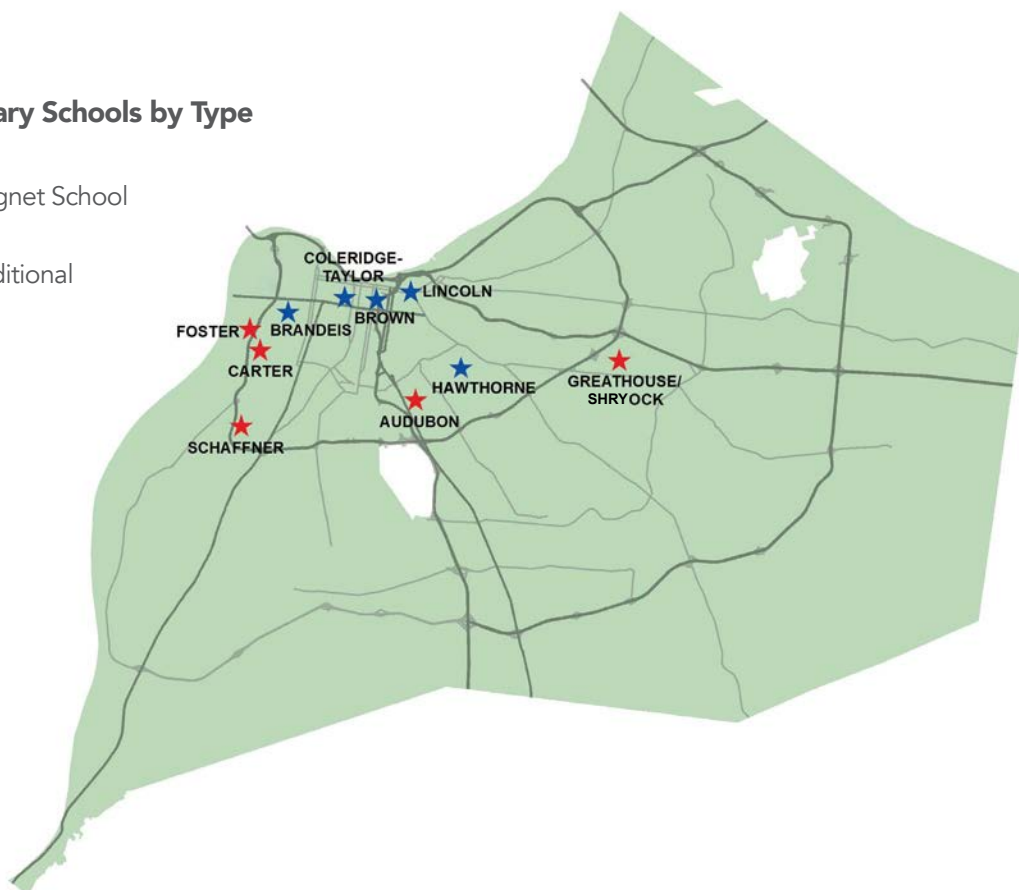 ary Schools by Type
gnet School
ditional
COLERIDGE-
TAYLOR
LINCOLN
BROWN
FOSTER
BRANDEIS
CARTER
HAWTHORNE
GREATHOUSE/
SHRYOCK
AUDUBON
SCHAFFNER